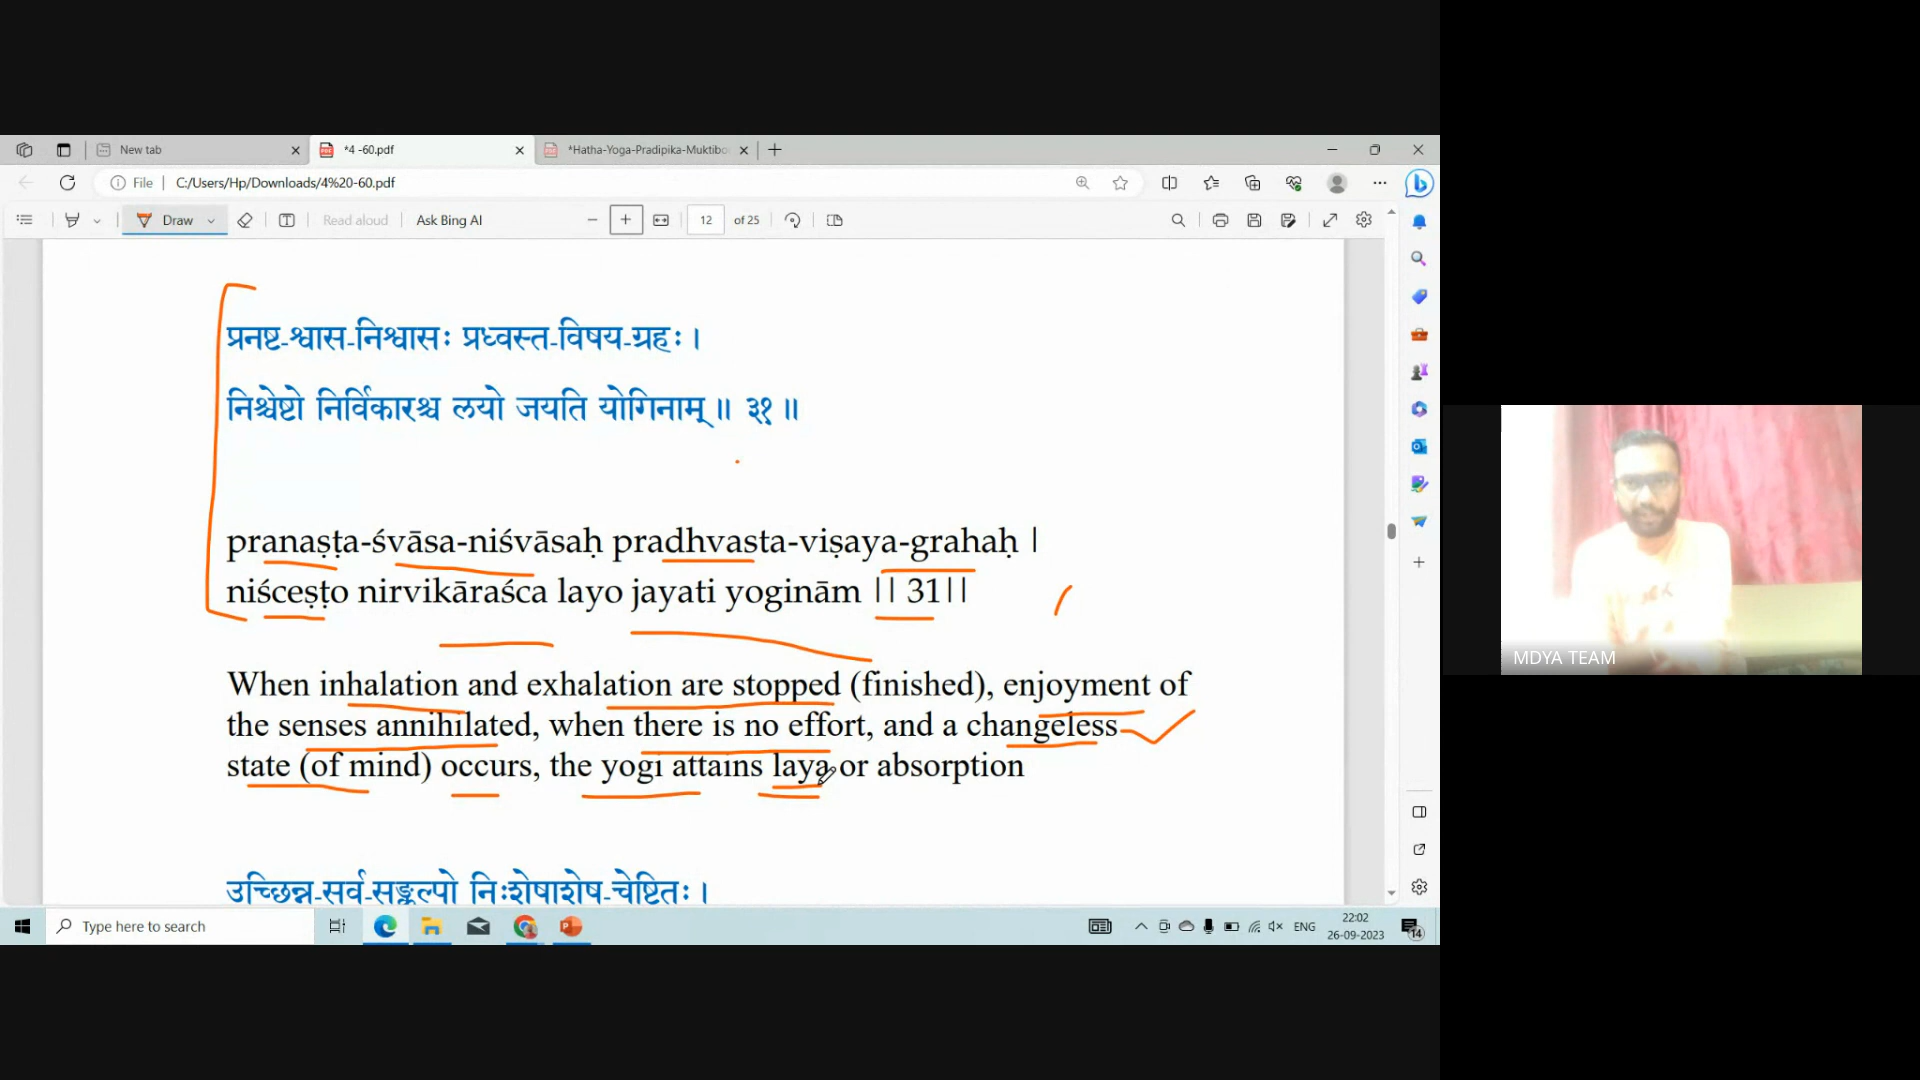 New tab
*4 -60.pdf
*Hatha-Yoga-Pradipika-Muktibo
File
C:/Users/Hp/Downloads/4%20-60.pdf
Draw
Read aloud
Ask Bing AI
12
of 25
प्रनष्ट-श्वास-निश्वासः प्रध्वस्त-विषय-ग्रहः ।
निश्चेष्टो निर्विकारश्च लयो जयति योगिनाम् ॥ ३१ ॥
pranaṣṭa-śvāsa-niśvāsaḥ pradhvasta-viṣaya-grahaḥ |
niśceṣṭo nirvikāraśca layo jayati yoginām || 31||
When inhalation and exhalation are stopped (finished), enjoyment of
the senses annihilated, when there is no effort, and a changeless
state (of mind) occurs, the yogi attains laya or absorption
उच्छिन्न-सर्व-सङ्कल्पो निःशेषाशेष-चेष्टितः ।
MDYA TEAM
Type here to search
ENG
22:02
26-09-2023
14